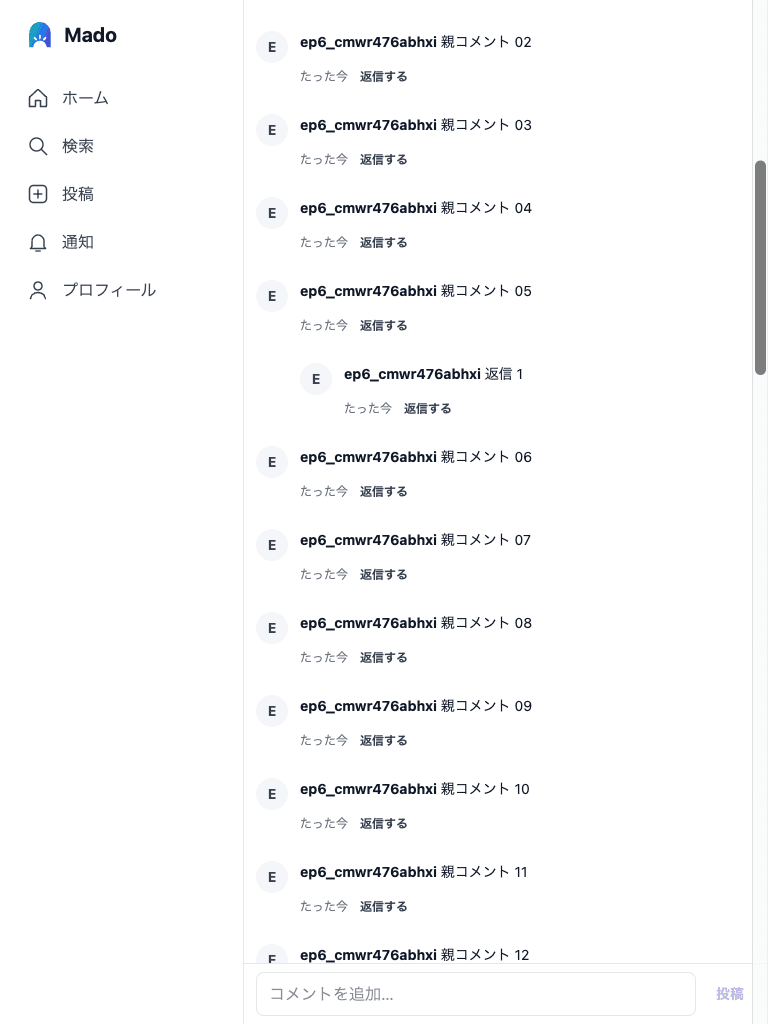 Mado
ホーム
検索
投稿
通知
プロフィール
E
ep6_cmwr476abhxi 親コメント 02
たった今 返信する
E
ep6_cmwr476abhxi 親コメント 03
たった今 返信する
E
ep6_cmwr476abhxi 親コメント 04
たった今 返信する
E
ep6_cmwr476abhxi 親コメント 05
たった今 返信する
E
ep6_cmwr476abhxi 返信 1
たった今 返信する
E
ep6_cmwr476abhxi 親コメント 06
たった今 返信する
E
ep6_cmwr476abhxi 親コメント 07
たった今 返信する
E
ep6_cmwr476abhxi 親コメント 08
たった今 返信する
E
ep6_cmwr476abhxi 親コメント 09
たった今 返信する
E
ep6_cmwr476abhxi 親コメント 10
たった今 返信する
E
ep6_cmwr476abhxi 親コメント 11
たった今 返信する
E
ep6_cmwr476abhxi 親コメント 12
コメントを追加... 投稿